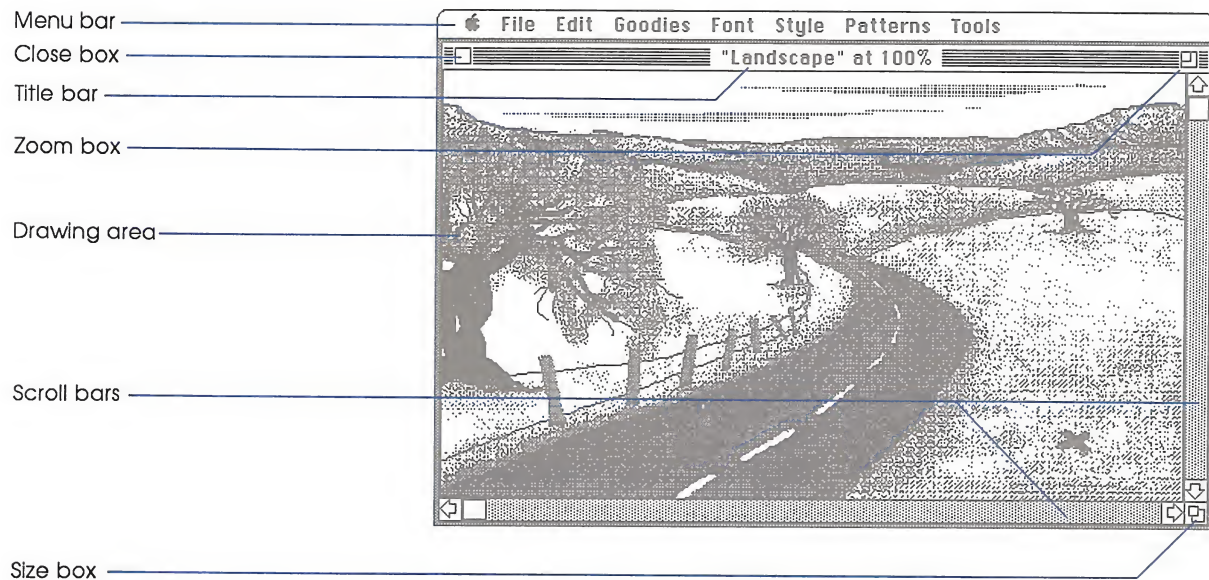 Menu bar
File Edit Goodies Font Style Patterns Tools
Close box
"Landscape" at 100%
Title bar
Zoom box
Drawing area
Scroll bars
Size box